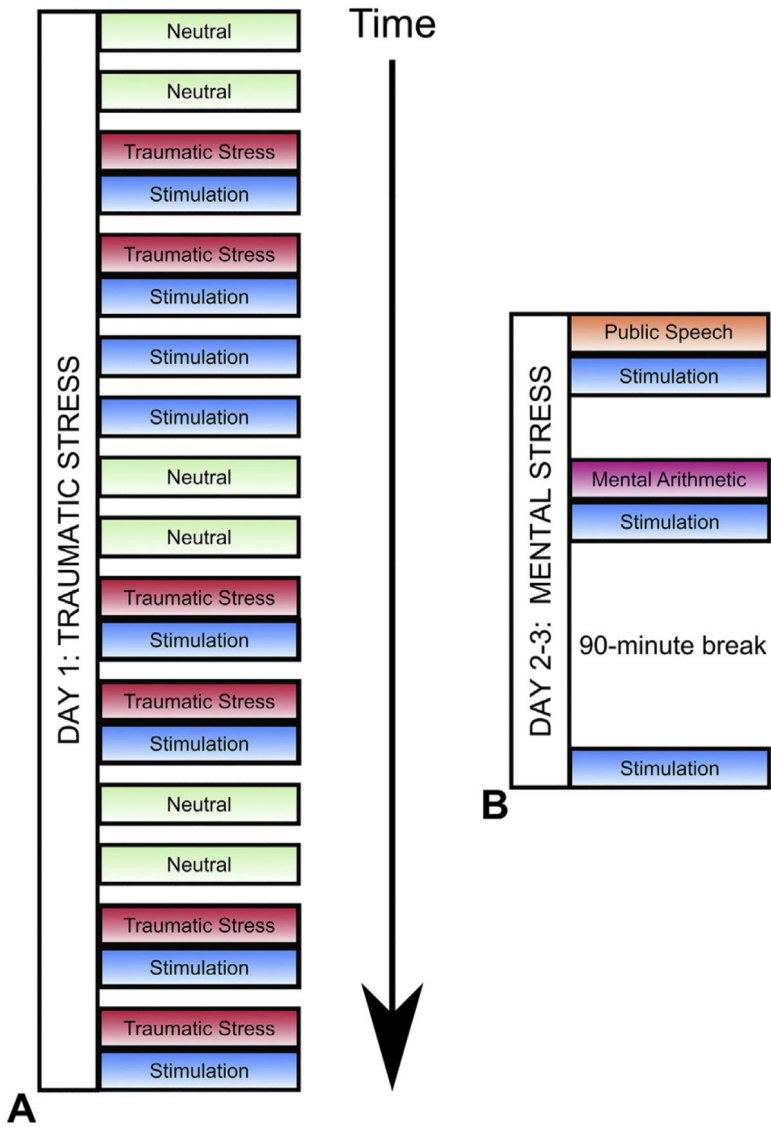 Time
DAY 1: TRAUMATIC STRESS
Neutral
Neutral
Traumatic Stress
Stimulation
Traumatic Stress
Stimulation
Stimulation
Stimulation
Neutral
Neutral
Traumatic Stress
Stimulation
Traumatic Stress
Stimulation
Neutral
Neutral
Traumatic Stress
Stimulation
Traumatic Stress
Stimulation
A
DAY 2-3: MENTAL STRESS
Public Speech
Stimulation
Mental Arithmetic
Stimulation
90-minute break
Stimulation
B